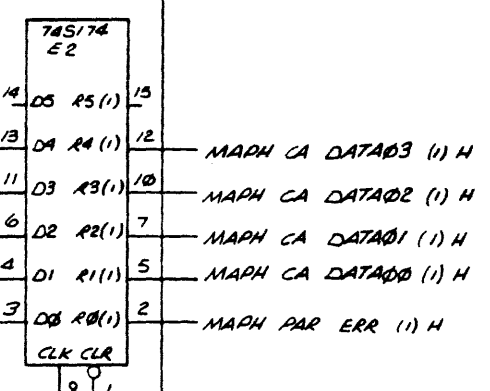 74S174
E2
14 D5 R5(1) 15
13 D4 R4(1) 12 MAPH CA DATAØ3 (1) H
11 D3 R3(1) 1Ø MAPH CA DATAØ2 (1) H
6 D2 R2(1) 7 MAPH CA DATAØ1 (1) H
4 D1 R1(1) 5 MAPH CA DATAØØ (1) H
3 DØ RØ(1) 2 MAPH PAR ERR (1) H
CLK CLR
9 1